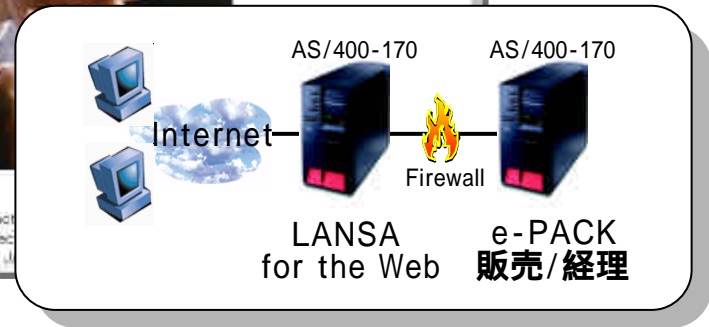 AS/400-170
AS/400-170
Internet
Firewall
LANSA
for the Web
e-PACK
販売/経理